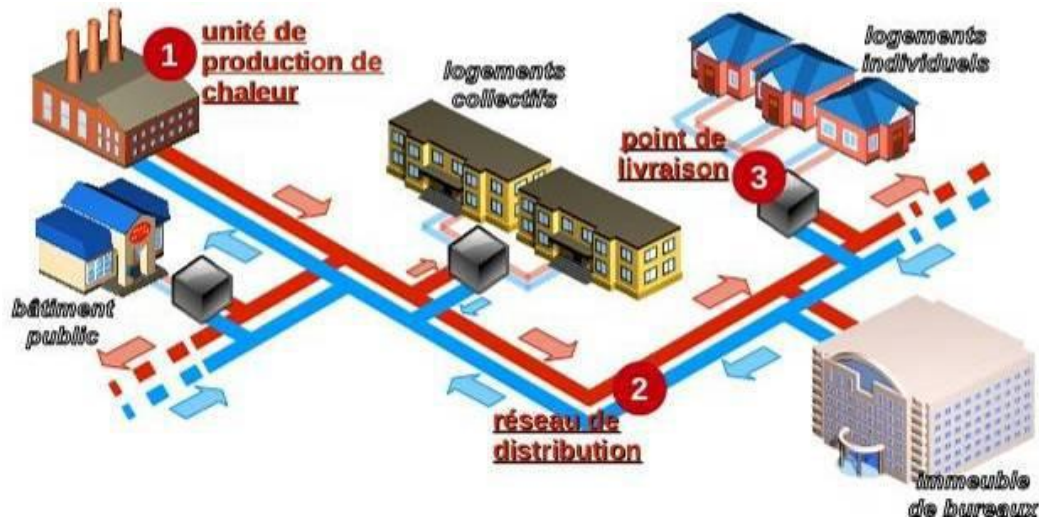 1
unité de
production de
chaleur
logements
collectifs
logements
individuels
point de
livraison
3
bâtiment
public
2
réseau de
distribution
immeuble
de bureaux